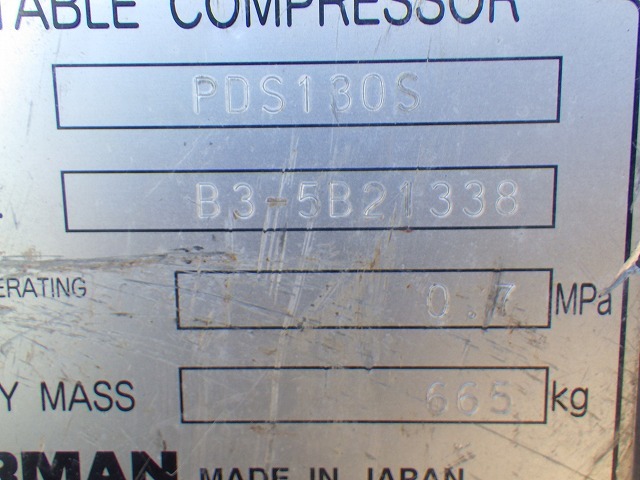 TABLE COMPRESSOR
PDS130S
B3-5B21338
ERATING 0.7 MPa
Y MASS 665 kg
RMAN MADE IN JAPAN